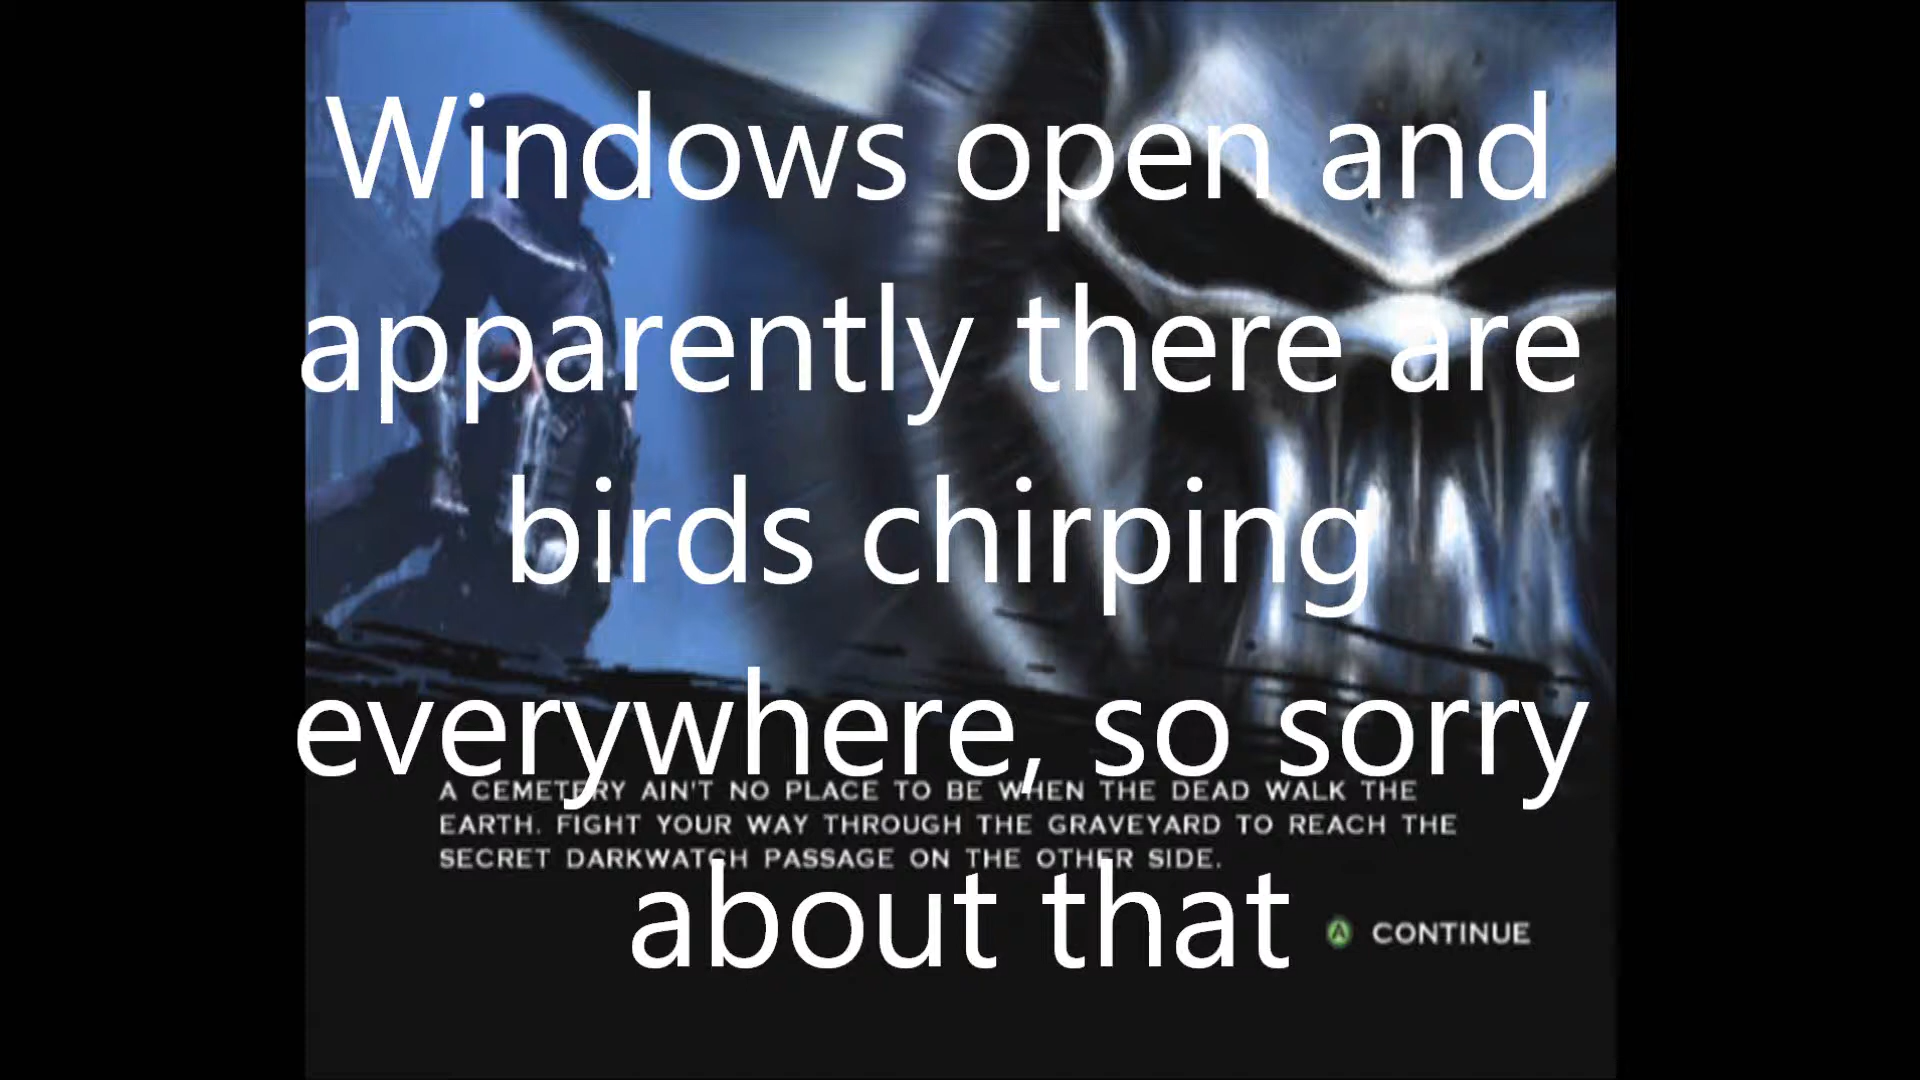 Windows open and
apparently there are
birds chirping
everywhere, so sorry
A CEMETERY AIN'T NO PLACE TO BE WHEN THE DEAD WALK THE
EARTH. FIGHT YOUR WAY THROUGH THE GRAVEYARD TO REACH THE
SECRET DARKWATCH PASSAGE ON THE OTHER SIDE.
about that
A CONTINUE